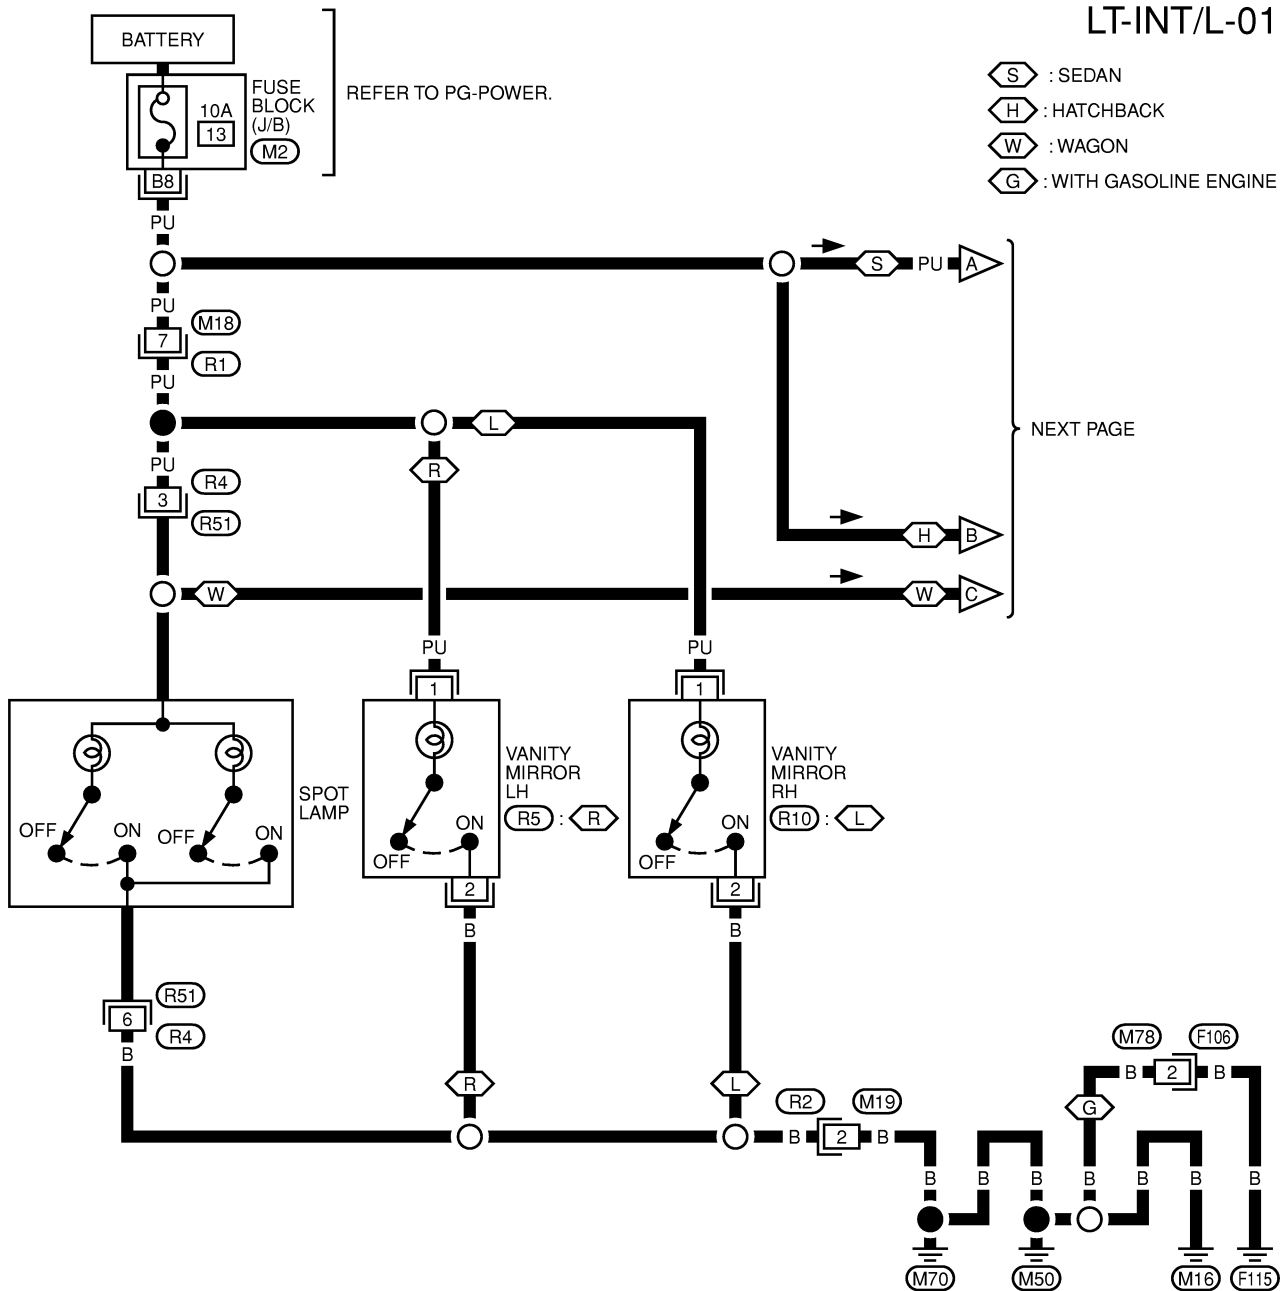 LT-INT/L-01
BATTERY
FUSE
BLOCK
(J/B)
M2
10A
13
REFER TO PG-POWER.
S : SEDAN
H : HATCHBACK
W : WAGON
G : WITH GASOLINE ENGINE
B8
PU
S PU A
PU
M18
7
R1
PU
L
NEXT PAGE
PU
R
R4
3
R51
H B
W
W C
PU PU
1 1
VANITY
MIRROR
LH
R5 : R
VANITY
MIRROR
RH
R10 : L
SPOT
LAMP
OFF ON OFF ON
ON ON
OFF OFF
2 2
B B
R51
6
R4
B
R L
M78 F106
B 2 B
G
R2 M19
B 2 B
B B B B B B
M70 M50 M16 F115